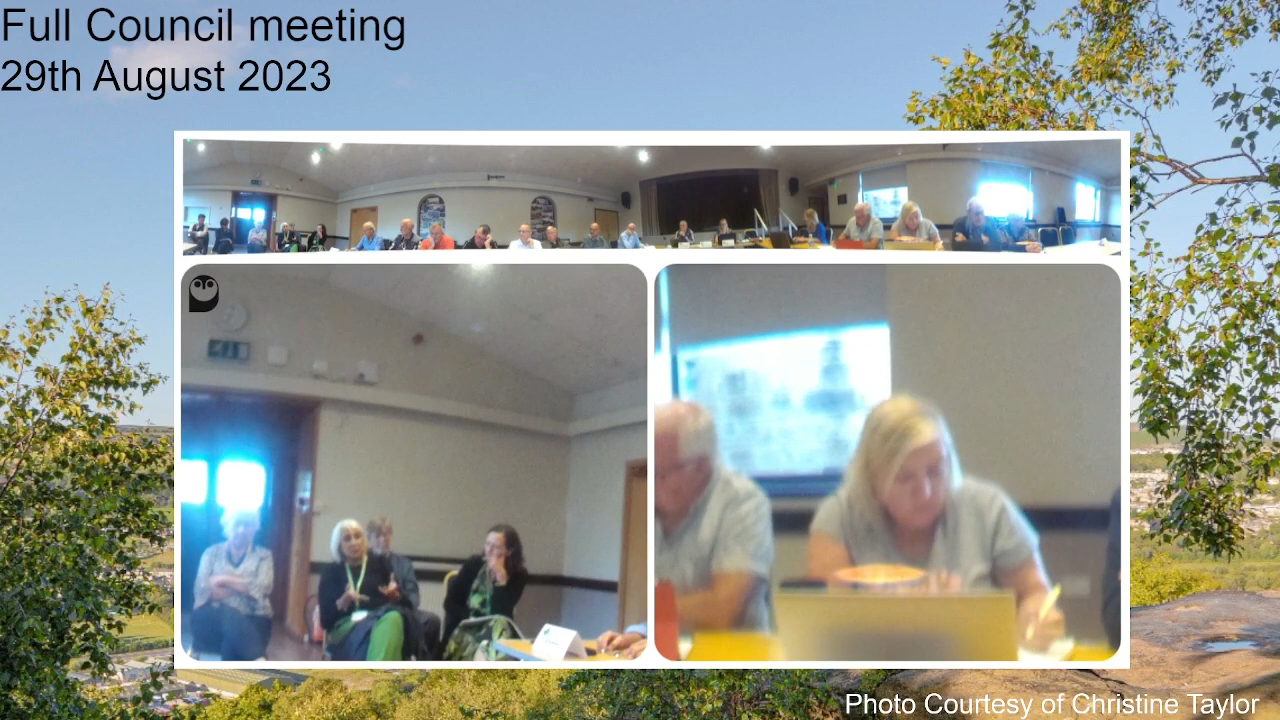 Full Council meeting
29th August 2023
Photo Courtesy of Christine Taylor